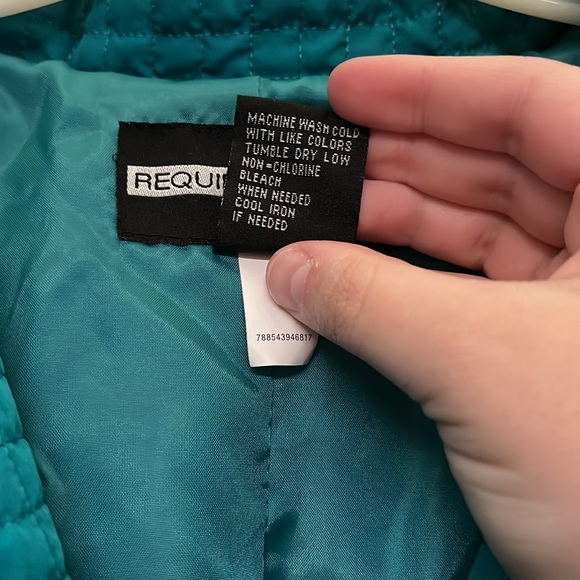 REQUI
MACHINE WASH COLD
WITH LIKE COLORS
TUMBLE DRY LOW
NON=CHLORINE
BLEACH
WHEN NEEDED
COOL IRON
IF NEEDED
788543946817